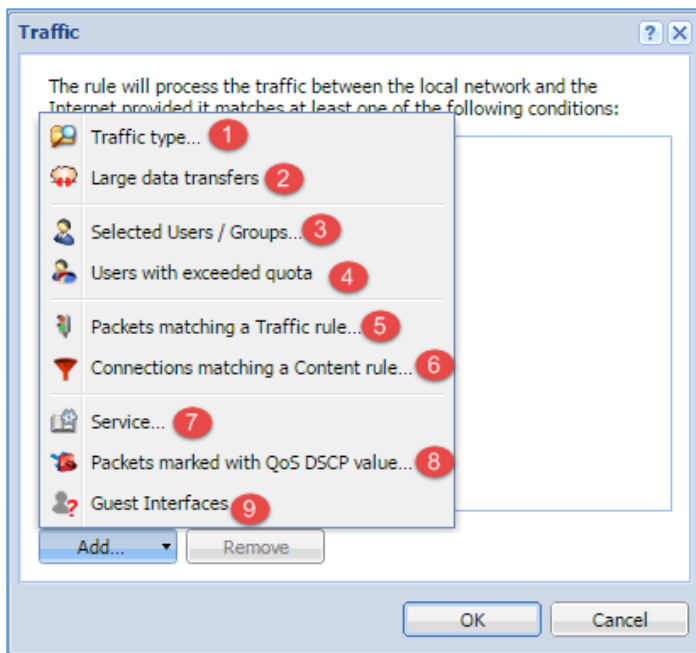 Traffic
The rule will process the traffic between the local network and the
Internet provided it matches at least one of the following conditions:
Traffic type... 1
Large data transfers 2
Selected Users / Groups... 3
Users with exceeded quota 4
Packets matching a Traffic rule... 5
Connections matching a Content rule... 6
Service... 7
Packets marked with QoS DSCP value... 8
Guest Interfaces 9
Add... Remove
OK Cancel